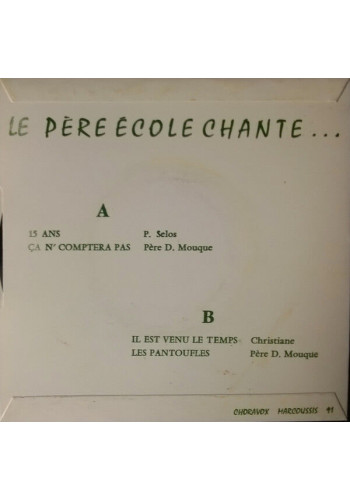 LE PÈRE ÉCOLE CHANTE...
A
15 ANS P. Selos
ÇA N' COMPTERA PAS Père D. Mouque
B
IL EST VENU LE TEMPS Christiane
LES PANTOUFLES Père D. Mouque
CHORAVOX MARCOUSSIS 91